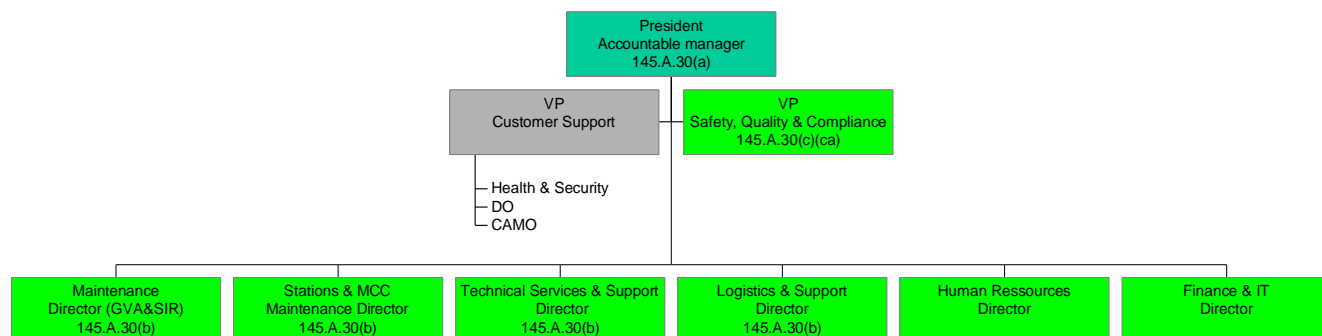 President
Accountable manager
145.A.30(a)
VP
Customer Support
VP
Safety, Quality & Compliance
145.A.30(c)(ca)
Health & Security
DO
CAMO
Maintenance
Director (GVA&SIR)
145.A.30(b)
Stations & MCC
Maintenance Director
145.A.30(b)
Technical Services & Support
Director
145.A.30(b)
Logistics & Support
Director
145.A.30(b)
Human Ressources
Director
Finance & IT
Director